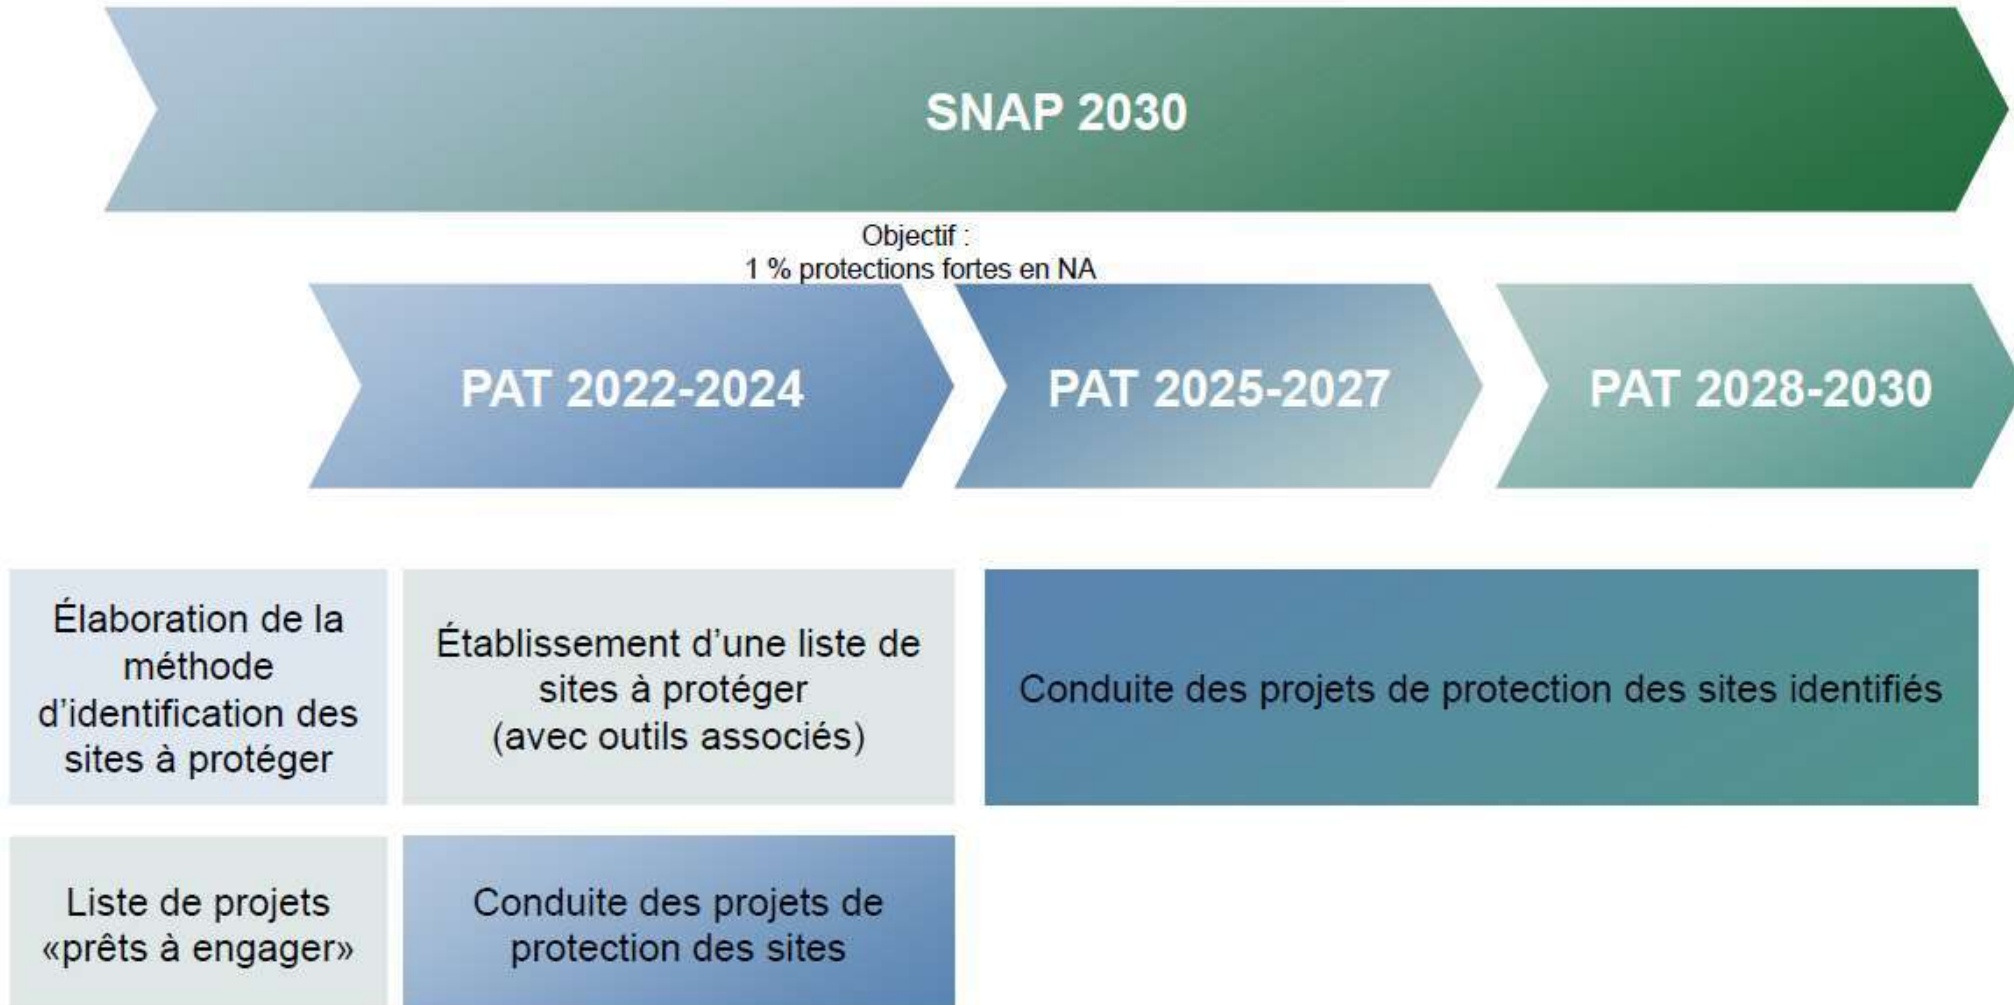 SNAP 2030
Objectif :
1 % protections fortes en NA
PAT 2022-2024
PAT 2025-2027
PAT 2028-2030
Élaboration de la
méthode
d’identification des
sites à protéger
Établissement d’une liste de
sites à protéger
(avec outils associés)
Conduite des projets de protection des sites identifiés
Liste de projets
«prêts à engager»
Conduite des projets de
protection des sites